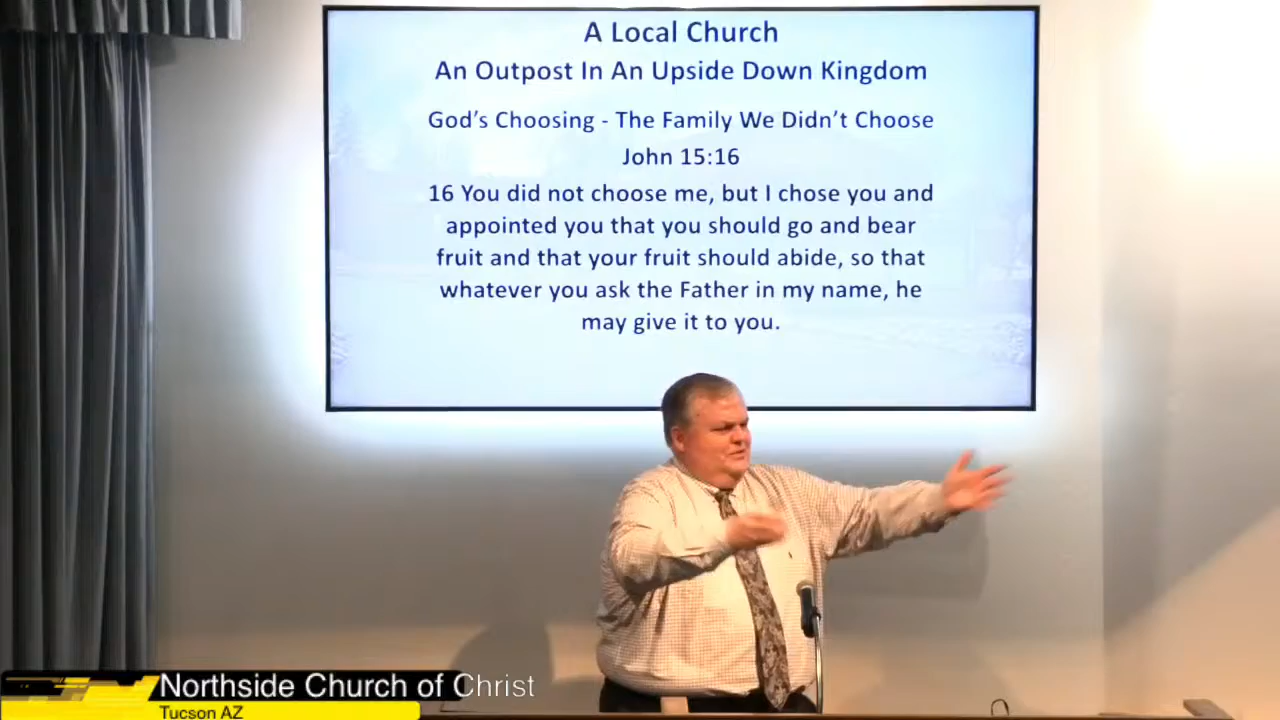 A Local Church
An Outpost In An Upside Down Kingdom
God's Choosing - The Family We Didn't Choose
John 15:16
16 You did not choose me, but I chose you and
appointed you that you should go and bear
fruit and that your fruit should abide, so that
whatever you ask the Father in my name, he
may give it to you.
Northside Church of Christ
Tucson AZ